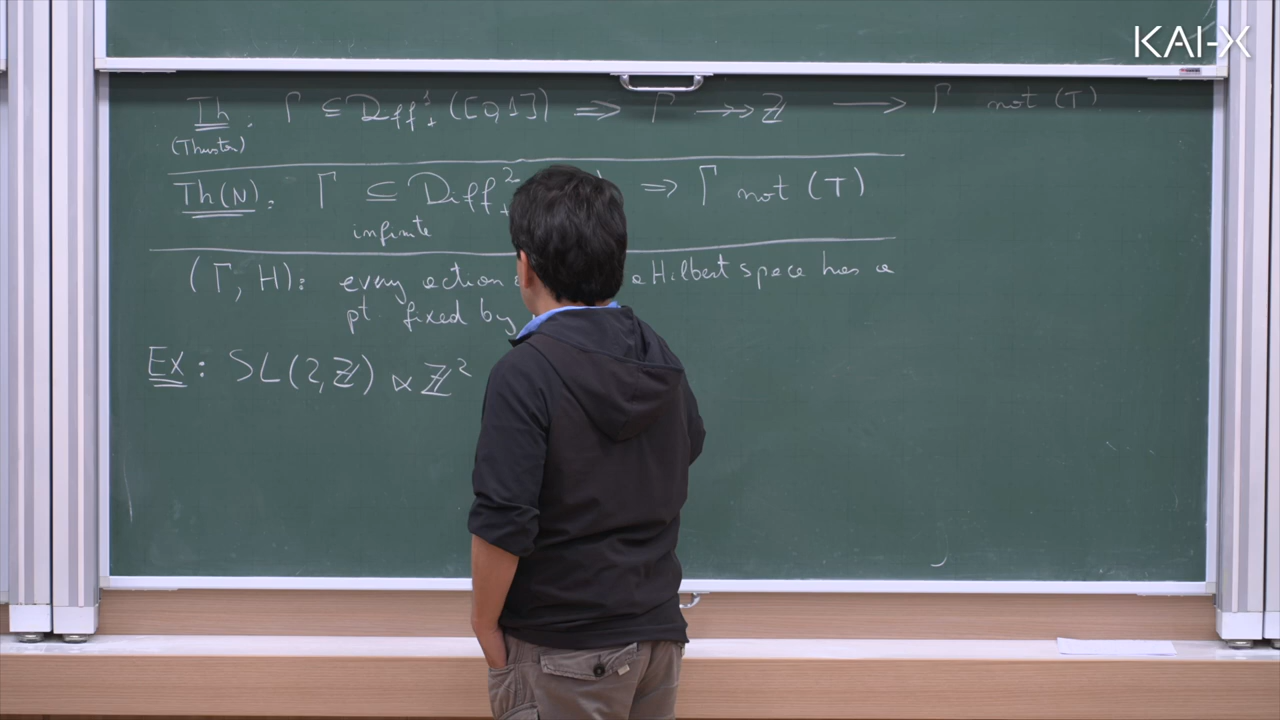 KAI-X
Th. Γ ⊆ Diff¹₊([0,1]) ⇒ Γ ↠ ℤ ⟶ Γ not (T)
(Thurston)
Th(N). Γ ⊆ Diff²₊ ⇒ Γ not (T)
infinite
(Γ, H): every action a Hilbert space has a
pt. fixed by
Ex: SL(2,ℤ) ⋉ ℤ²